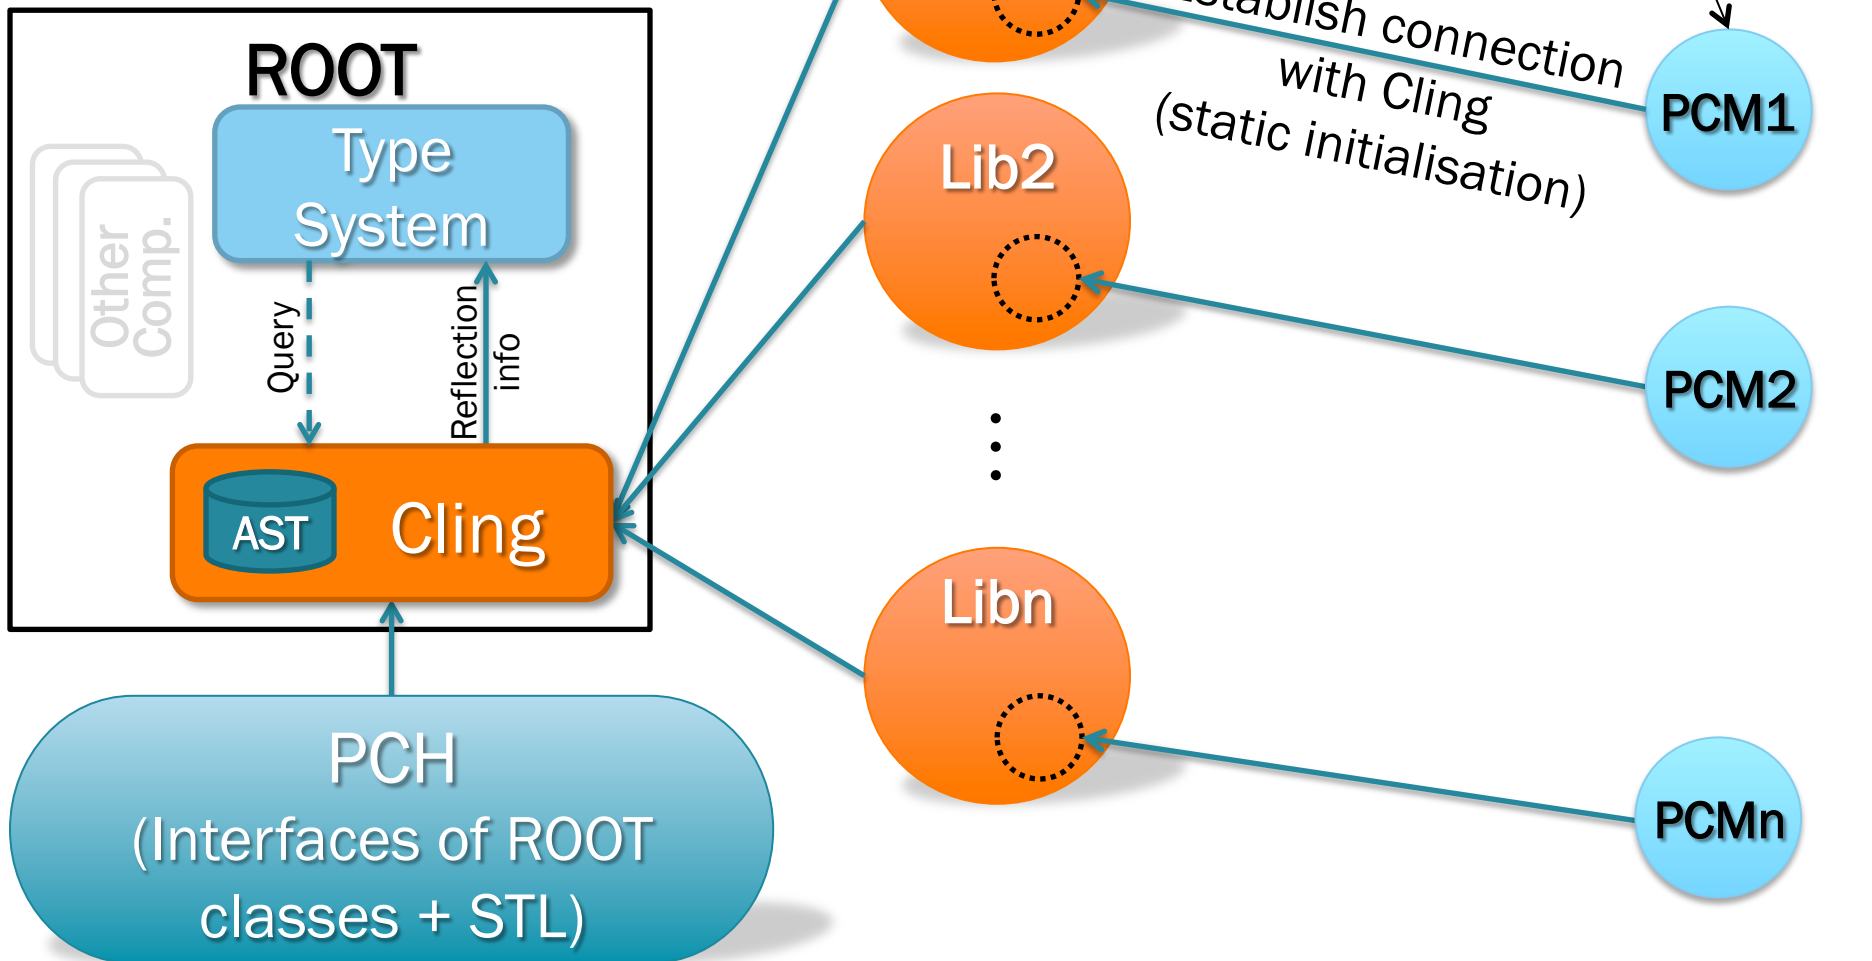 ROOT
Type
System
Other
Comp.
Query
Reflection
info
AST
Cling
PCH
(Interfaces of ROOT
classes + STL)
connection
with Cling
(static initialisation)
Lib2
Libn
PCM1
PCM2
PCMn